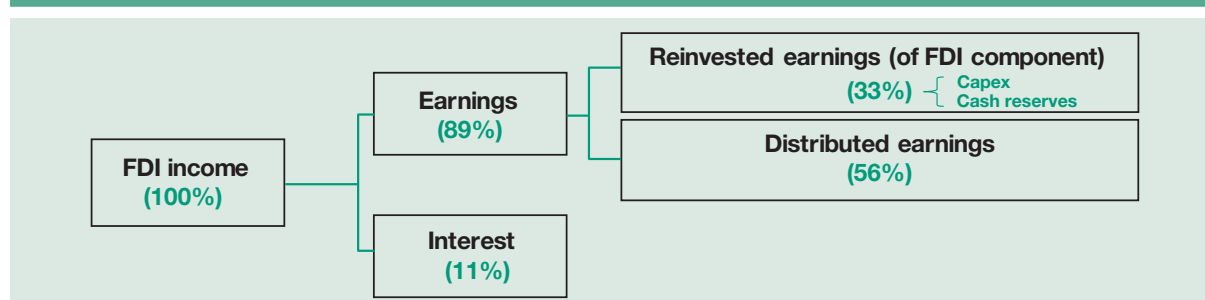 FDI income
(100%)
Earnings
(89%)
Interest
(11%)
Reinvested earnings (of FDI component)
(33%)
Capex
Cash reserves
Distributed earnings
(56%)